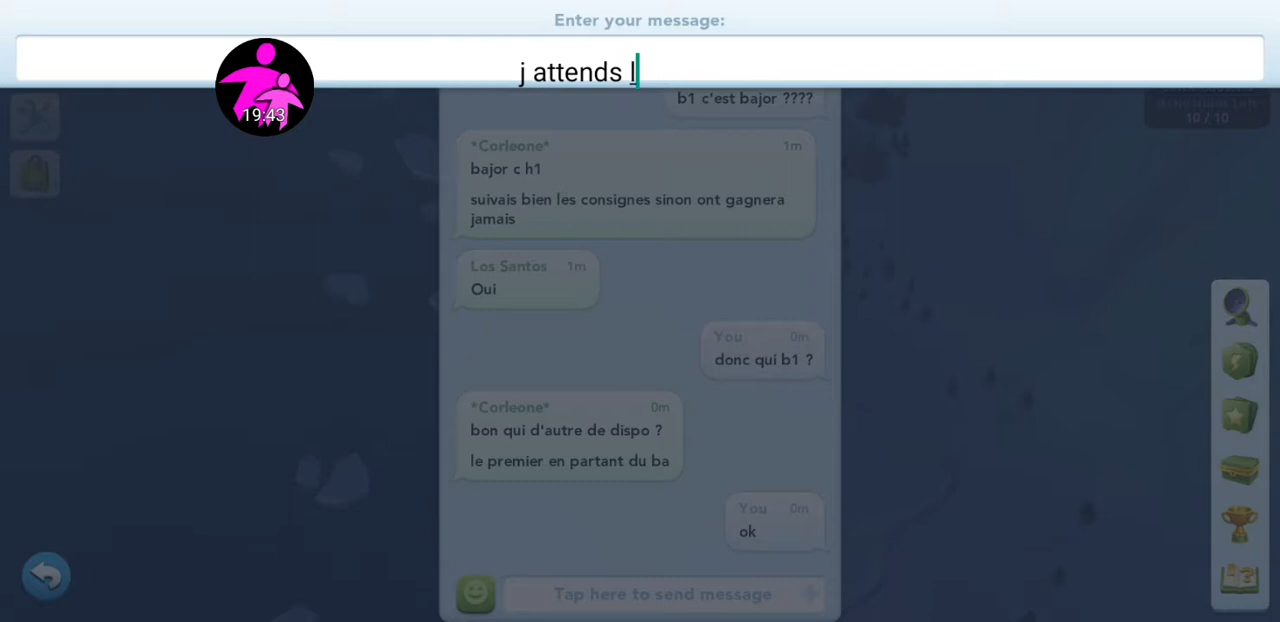 Enter your message:
j attends l
19:43
b1 c'est bajor ????
10 / 10
*Corleone* 1m
bajor c h1
suivais bien les consignes sinon ont gagnera
jamais
Los Santos 1m
Oui
You 0m
donc qui b1 ?
*Corleone* 0m
bon qui d'autre de dispo ?
le premier en partant du ba
You 0m
ok
Tap here to send message